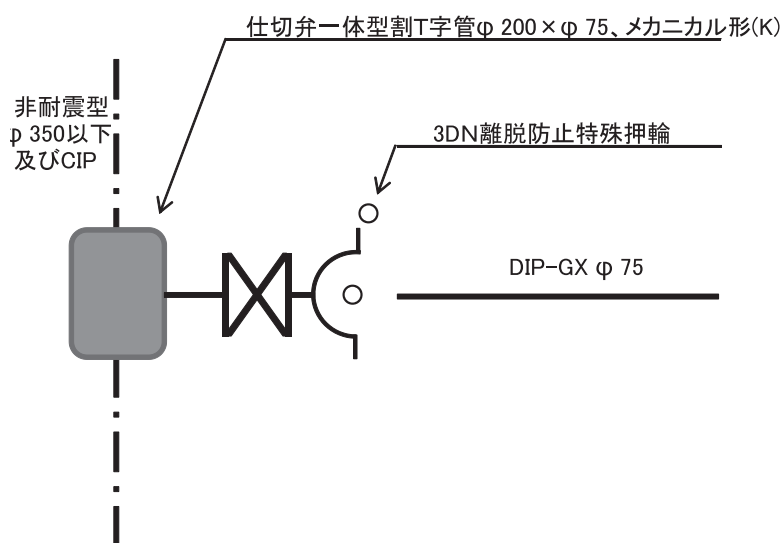 仕切弁一体型割T字管φ 200×φ 75、メカニカル形(K)
非耐震型
φ 350以下
及びCIP
3DN離脱防止特殊押輪
DIP-GX φ 75